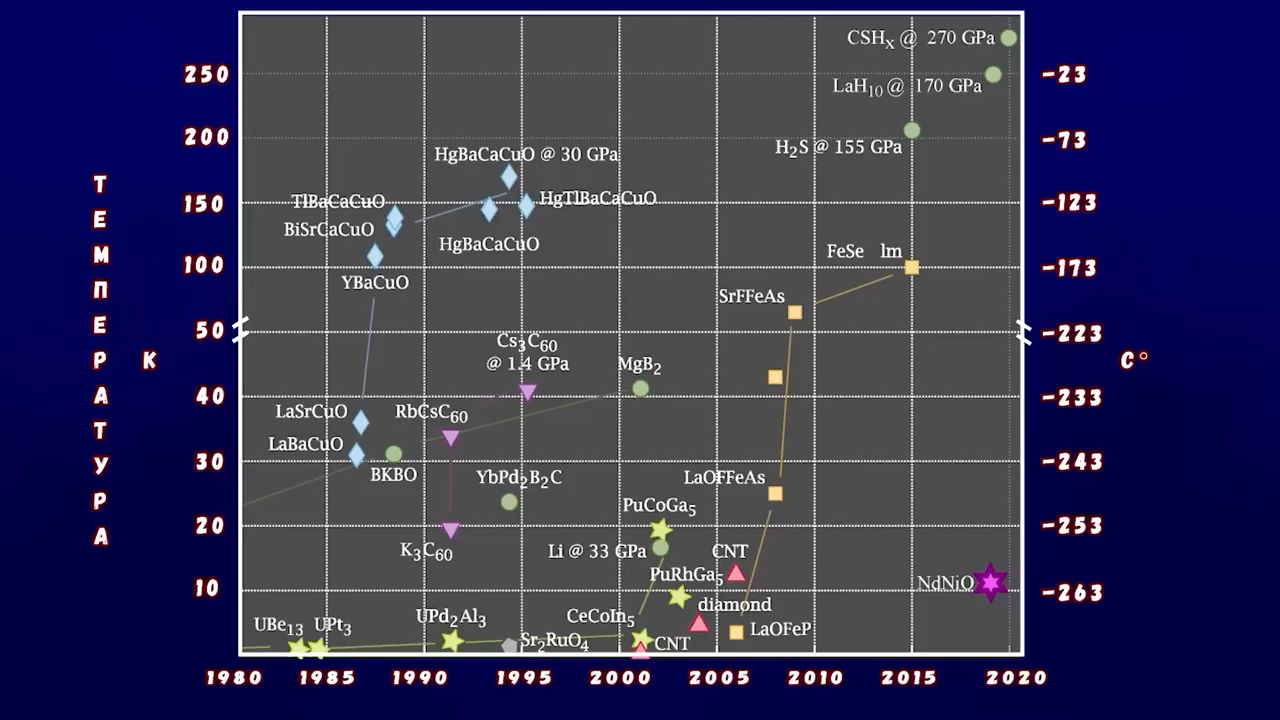 CSHx @ 270 GPa
250
-23
LaH10 @ 170 GPa
200
-73
H2S @ 155 GPa
HgBaCaCuO @ 30 GPa
ТЕМПЕРАТУРА
150
TlBaCaCuO
HgTlBaCaCuO
-123
BiSrCaCuO
HgBaCaCuO
FeSe lm
100
-173
YBaCuO
SrFFeAs
50
-223
Cs3C60
@ 1.4 GPa
MgB2
K
C°
40
-233
LaSrCuO
RbCsC60
LaBaCuO
30
-243
BKBO
YbPd2B2C
LaOFFeAs
PuCoGa5
20
-253
K3C60
Li @ 33 GPa
CNT
PuRhGa5
10
NdNiO
-263
diamond
UBe13
UPt3
UPd2Al3
CeCoIn5
LaOFeP
Sr2RuO4
CNT
1980
1985
1990
1995
2000
2005
2010
2015
2020